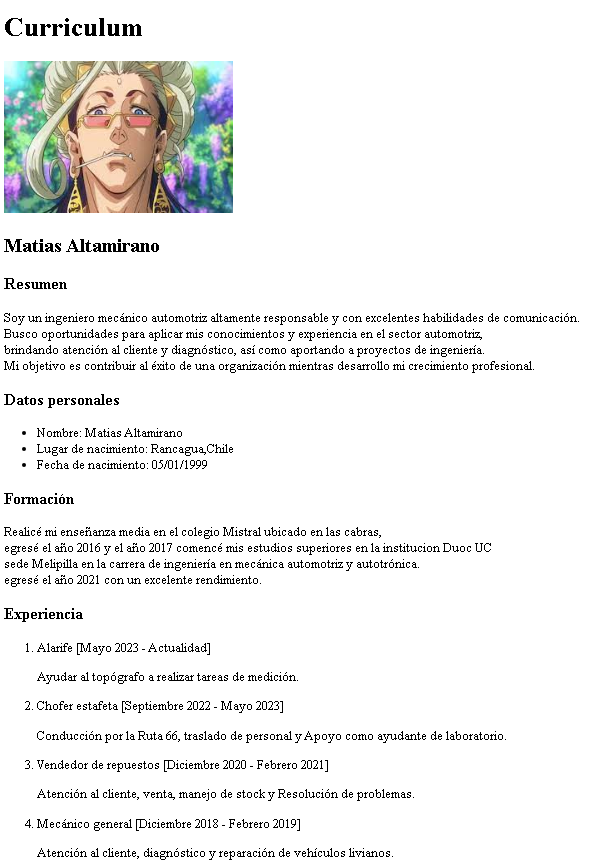 Curriculum
Matias Altamirano
Resumen
Soy un ingeniero mecánico automotriz altamente responsable y con excelentes habilidades de comunicación.
Busco oportunidades para aplicar mis conocimientos y experiencia en el sector automotriz,
brindando atención al cliente y diagnóstico, así como aportando a proyectos de ingeniería.
Mi objetivo es contribuir al éxito de una organización mientras desarrollo mi crecimiento profesional.
Datos personales
• Nombre: Matias Altamirano
• Lugar de nacimiento: Rancagua,Chile
• Fecha de nacimiento: 05/01/1999
Formación
Realicé mi enseñanza media en el colegio Mistral ubicado en las cabras,
egresé el año 2016 y el año 2017 comencé mis estudios superiores en la institucion Duoc UC
sede Melipilla en la carrera de ingeniería en mecánica automotriz y autotrónica.
egresé el año 2021 con un excelente rendimiento.
Experiencia
1. Alarife [Mayo 2023 - Actualidad]
Ayudar al topógrafo a realizar tareas de medición.
2. Chofer estafeta [Septiembre 2022 - Mayo 2023]
Conducción por la Ruta 66, traslado de personal y Apoyo como ayudante de laboratorio.
3. Vendedor de repuestos [Diciembre 2020 - Febrero 2021]
Atención al cliente, venta, manejo de stock y Resolución de problemas.
4. Mecánico general [Diciembre 2018 - Febrero 2019]
Atención al cliente, diagnóstico y reparación de vehículos livianos.